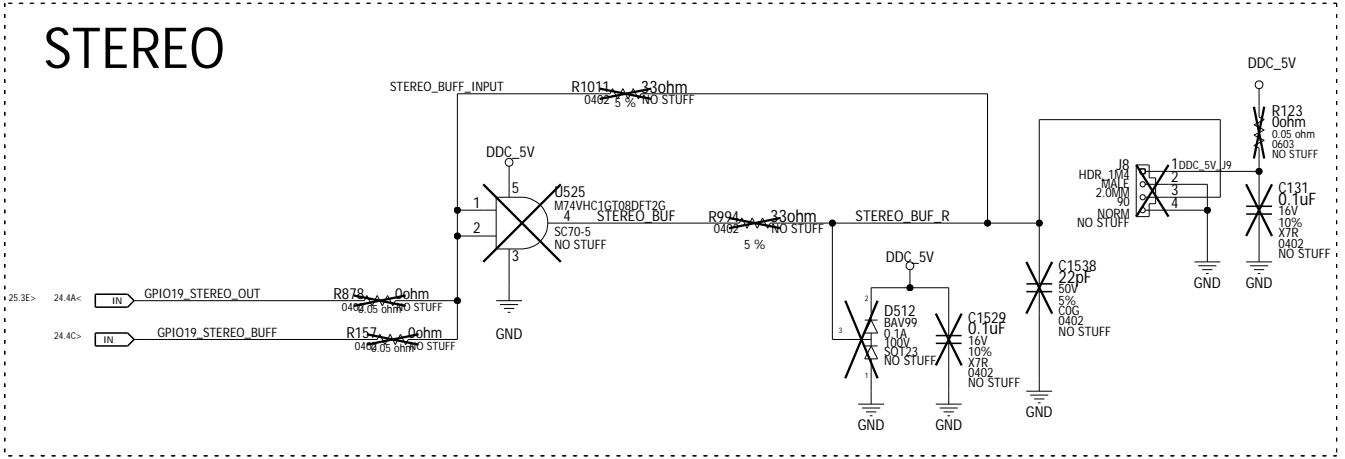 STEREO
STEREO_BUFF_INPUT
R1011
33ohm
0402
5 %
NO STUFF
DDC_5V
5
U525
M74VHC1GT08DFT2G
1
2
4
SC70-5
NO STUFF
3
GND
STEREO_BUF
R994
33ohm
0402
5 %
NO STUFF
STEREO_BUF_R
25.3E>
24.4A<
IN
GPIO19_STEREO_OUT
R878
0ohm
0402
0.05 ohm
NO STUFF
24.4C>
IN
GPIO19_STEREO_BUFF
R157
0ohm
0402
0.05 ohm
NO STUFF
DDC_5V
2
3
1
D512
BAV99
0.1A
100V
SOT23
NO STUFF
GND
C1529
0.1uF
16V
10%
X7R
0402
NO STUFF
GND
C1538
22pF
50V
5%
C0G
0402
NO STUFF
GND
J8
HDR_1M4
MALE
2.0MM
90
NORM
NO STUFF
1
2
3
4
DDC_5V_J9
GND
DDC_5V
R123
0ohm
0.05 ohm
0603
NO STUFF
C131
0.1uF
16V
10%
X7R
0402
NO STUFF
GND